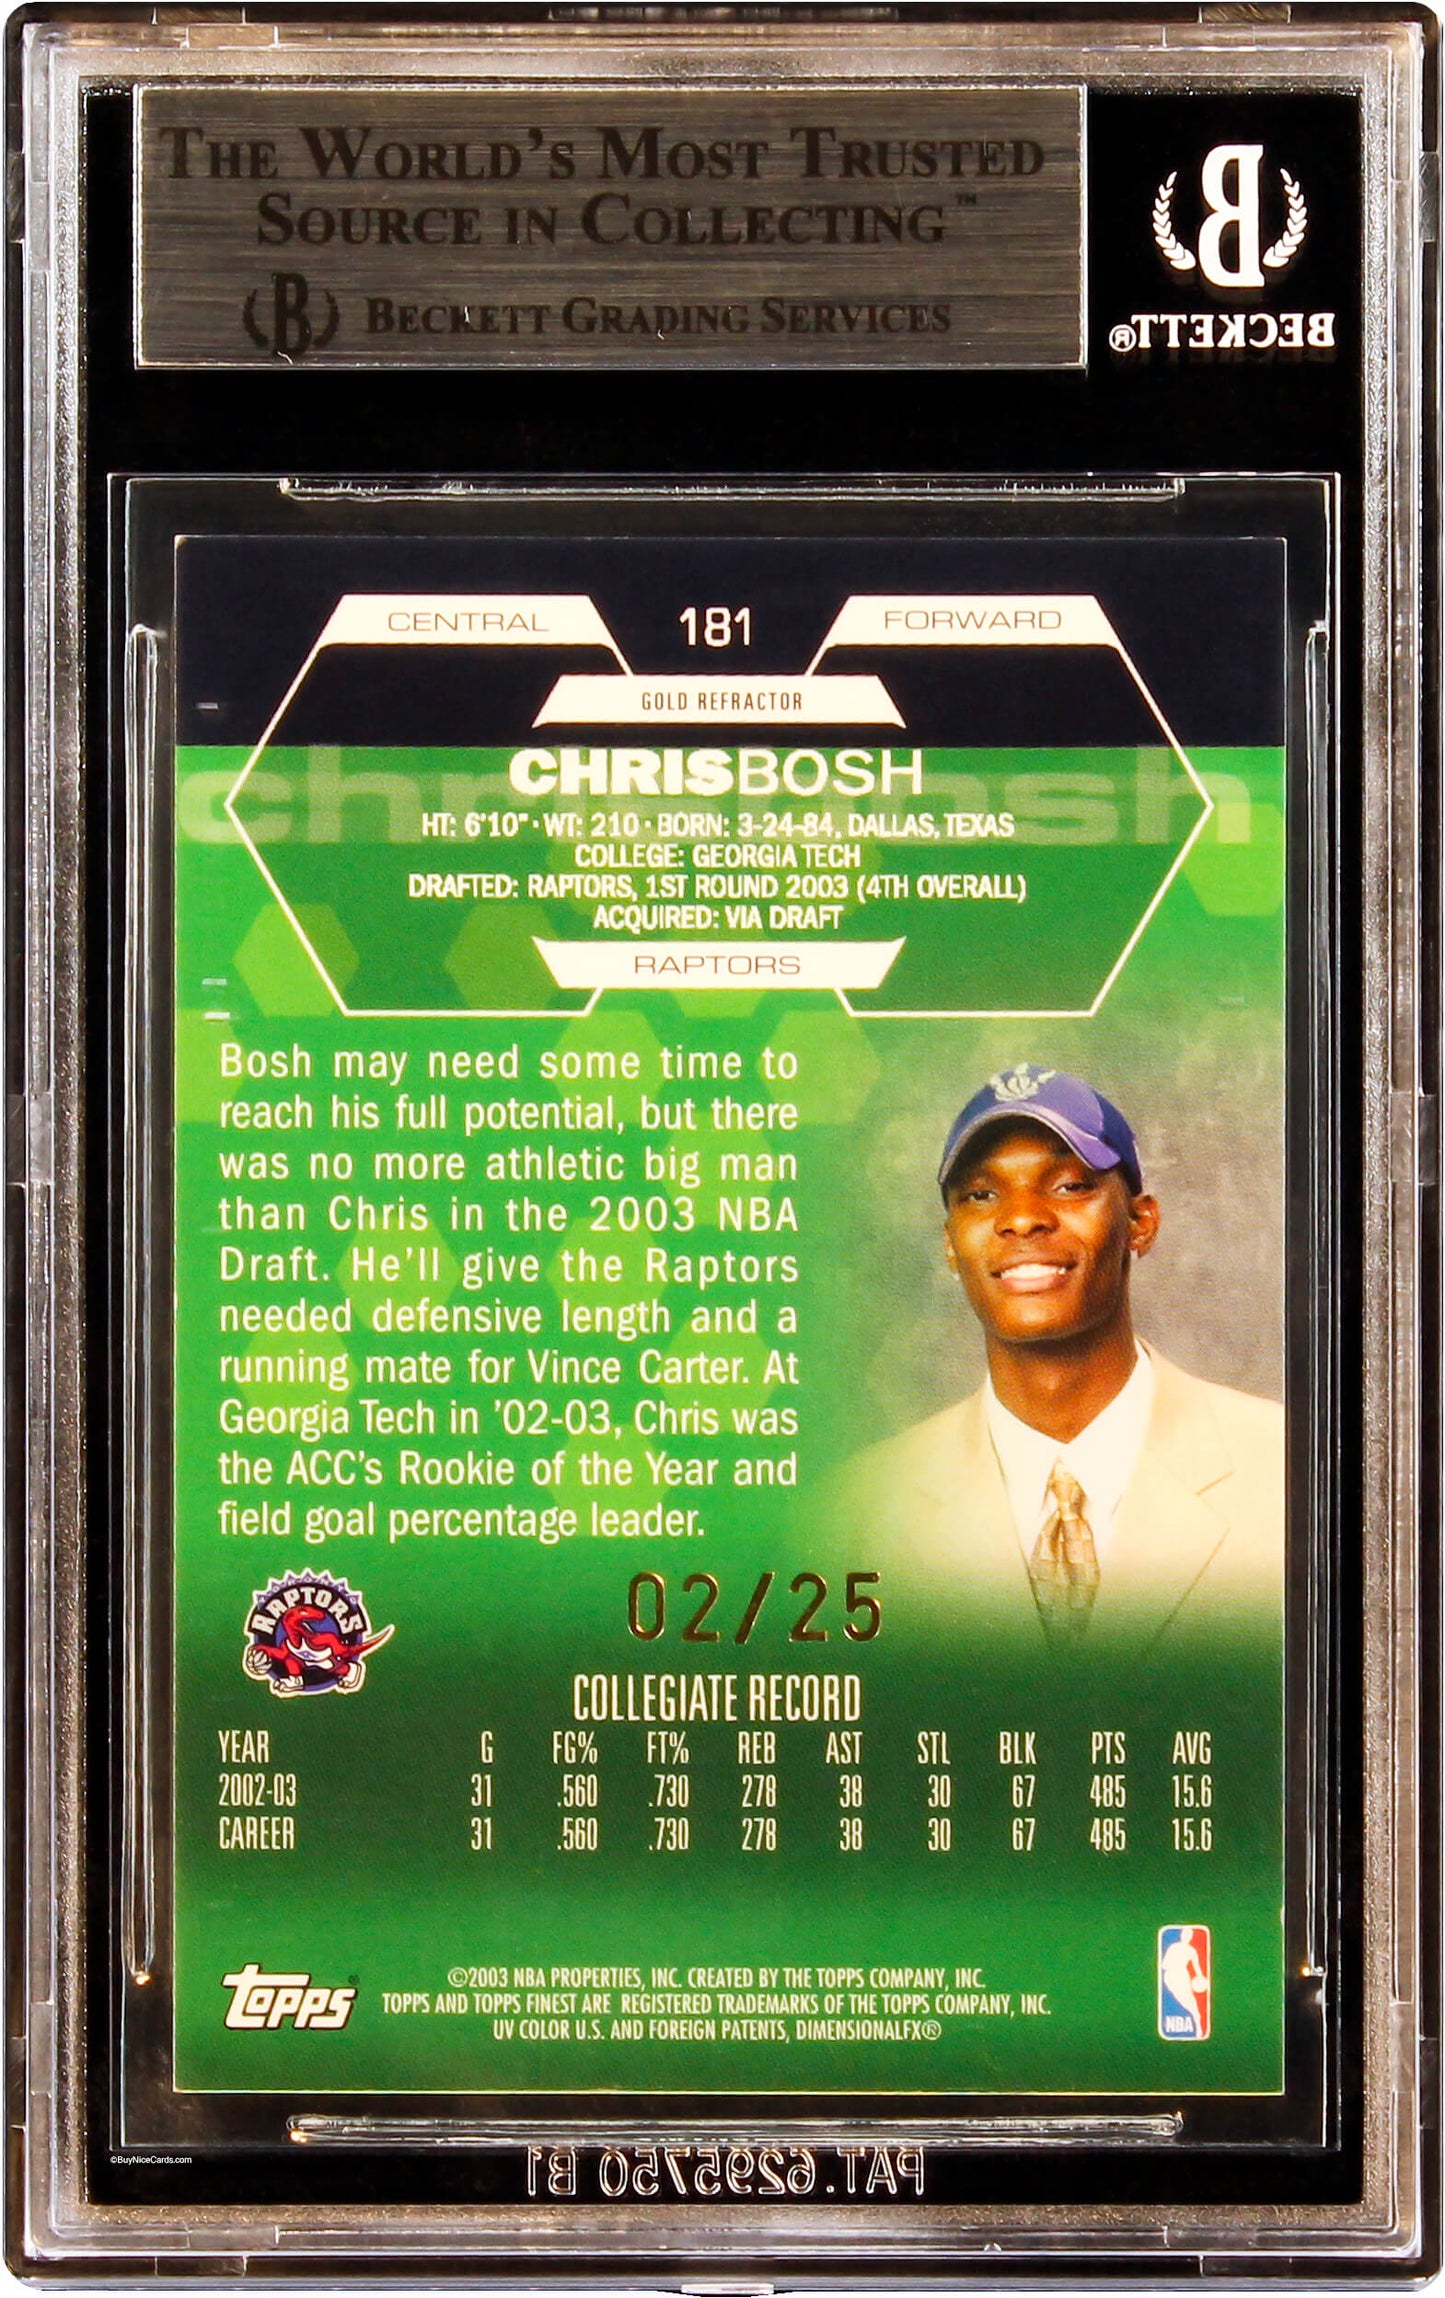 THE WORLD'S MOST TRUSTED
SOURCE IN COLLECTING™
B BECKETT GRADING SERVICES
B
BECKETT®
CENTRAL 181 FORWARD
GOLD REFRACTOR
chrisbosh
CHRISBOSH
HT: 6'10" · WT: 210 · BORN: 3-24-84, DALLAS, TEXAS
COLLEGE: GEORGIA TECH
DRAFTED: RAPTORS, 1ST ROUND 2003 (4TH OVERALL)
ACQUIRED: VIA DRAFT
RAPTORS
Bosh may need some time to
reach his full potential, but there
was no more athletic big man
than Chris in the 2003 NBA
Draft. He'll give the Raptors
needed defensive length and a
running mate for Vince Carter. At
Georgia Tech in '02-03, Chris was
the ACC's Rookie of the Year and
field goal percentage leader.
RAPTORS
02/25
COLLEGIATE RECORD
YEAR G FG% FT% REB AST STL BLK PTS AVG
2002-03 31 .560 .730 278 38 30 67 485 15.6
CAREER 31 .560 .730 278 38 30 67 485 15.6
topps®
©2003 NBA PROPERTIES, INC. CREATED BY THE TOPPS COMPANY, INC.
TOPPS AND TOPPS FINEST ARE REGISTERED TRADEMARKS OF THE TOPPS COMPANY, INC.
UV COLOR U.S. AND FOREIGN PATENTS, DIMENSIONALFX®
NBA
©BuyNiceCards.com
PAT.6295750 B1